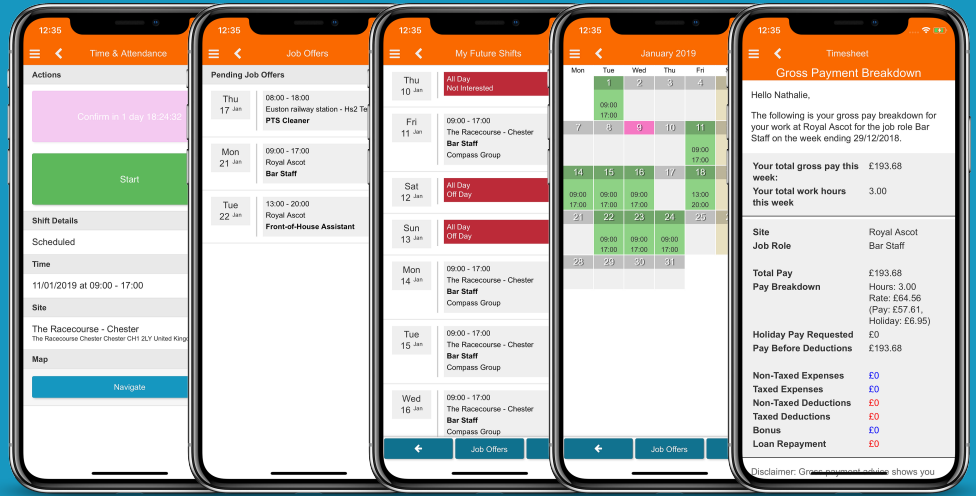 12:35
Time & Attendance
Actions
Confirm in 1 day 18:24:32
Start
Shift Details
Scheduled
Time
11/01/2019 at 09:00 - 17:00
Site
The Racecourse - Chester
The Racecourse Chester Chester CH1 2LY United
Map
Navigate
12:35
Job Offers
Pending Job Offers
Thu
17 Jan
08:00 - 18:00
Euston railway station - Hs2
PTS Cleaner
Mon
21 Jan
09:00 - 17:00
Royal Ascot
Bar Staff
Tue
22 Jan
13:00 - 20:00
Royal Ascot
Front-of-House Assistant
12:35
My Future Shifts
Thu
10 Jan
All Day
Not Interested
Fri
11 Jan
09:00 - 17:00
The Racecourse - Chester
Bar Staff
Compass Group
Sat
12 Jan
All Day
Off Day
Sun
13 Jan
All Day
Off Day
Mon
14 Jan
09:00 - 17:00
The Racecourse - Chester
Bar Staff
Compass Group
Tue
15 Jan
09:00 - 17:00
The Racecourse - Chester
Bar Staff
Compass Group
Wed
16 Jan
09:00 - 17:00
The Racecourse - Chester
Bar Staff
Compass Group
Job Offers
12:35
January 2019
Mon Tue Wed Thu Fri
1 2 3 4
09:00
17:00
7 8 9 10 11
09:00
17:00
14 15 16 17 18
09:00 09:00 09:00 13:00
17:00 17:00 17:00 20:00
21 22 23 24 25
09:00 09:00 09:00
17:00 17:00 17:00
28 29 30 31
Job Offers
12:35
Timesheet
Gross Payment Breakdown
Hello Nathalie,
The following is your gross pay breakdown for
your work at Royal Ascot for the job role Bar
Staff on the week ending 29/12/2018.
Your total gross pay this £193.68
week:
Your total work hours 3.00
this week
Site Royal Ascot
Job Role Bar Staff
Total Pay £193.68
Pay Breakdown Hours: 3.00
Rate: £64.56
(Pay: £57.61,
Holiday: £6.95)
Holiday Pay Requested £0
Pay Before Deductions £193.68
Non-Taxed Expenses £0
Taxed Expenses £0
Non-Taxed Deductions £0
Taxed Deductions £0
Bonus £0
Loan Repayment £0
Disclaimer: Gross payment advice shows you